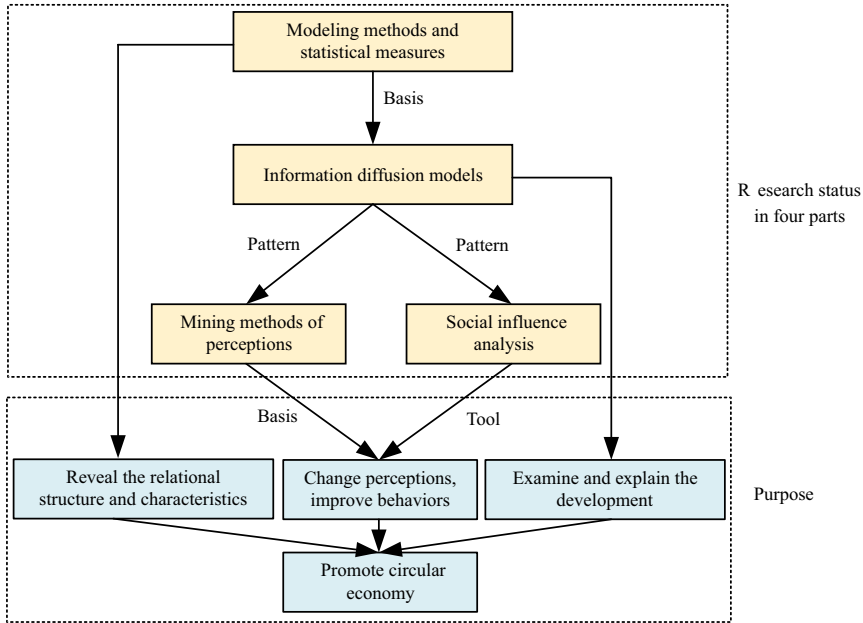 Modeling methods and
statistical measures
Basis
Information diffusion models
R esearch status
in four parts
Pattern
Pattern
Mining methods of
perceptions
Social influence
analysis
Basis
Tool
Reveal the relational
structure and characteristics
Change perceptions,
improve behaviors
Examine and explain the
development
Purpose
Promote circular
economy